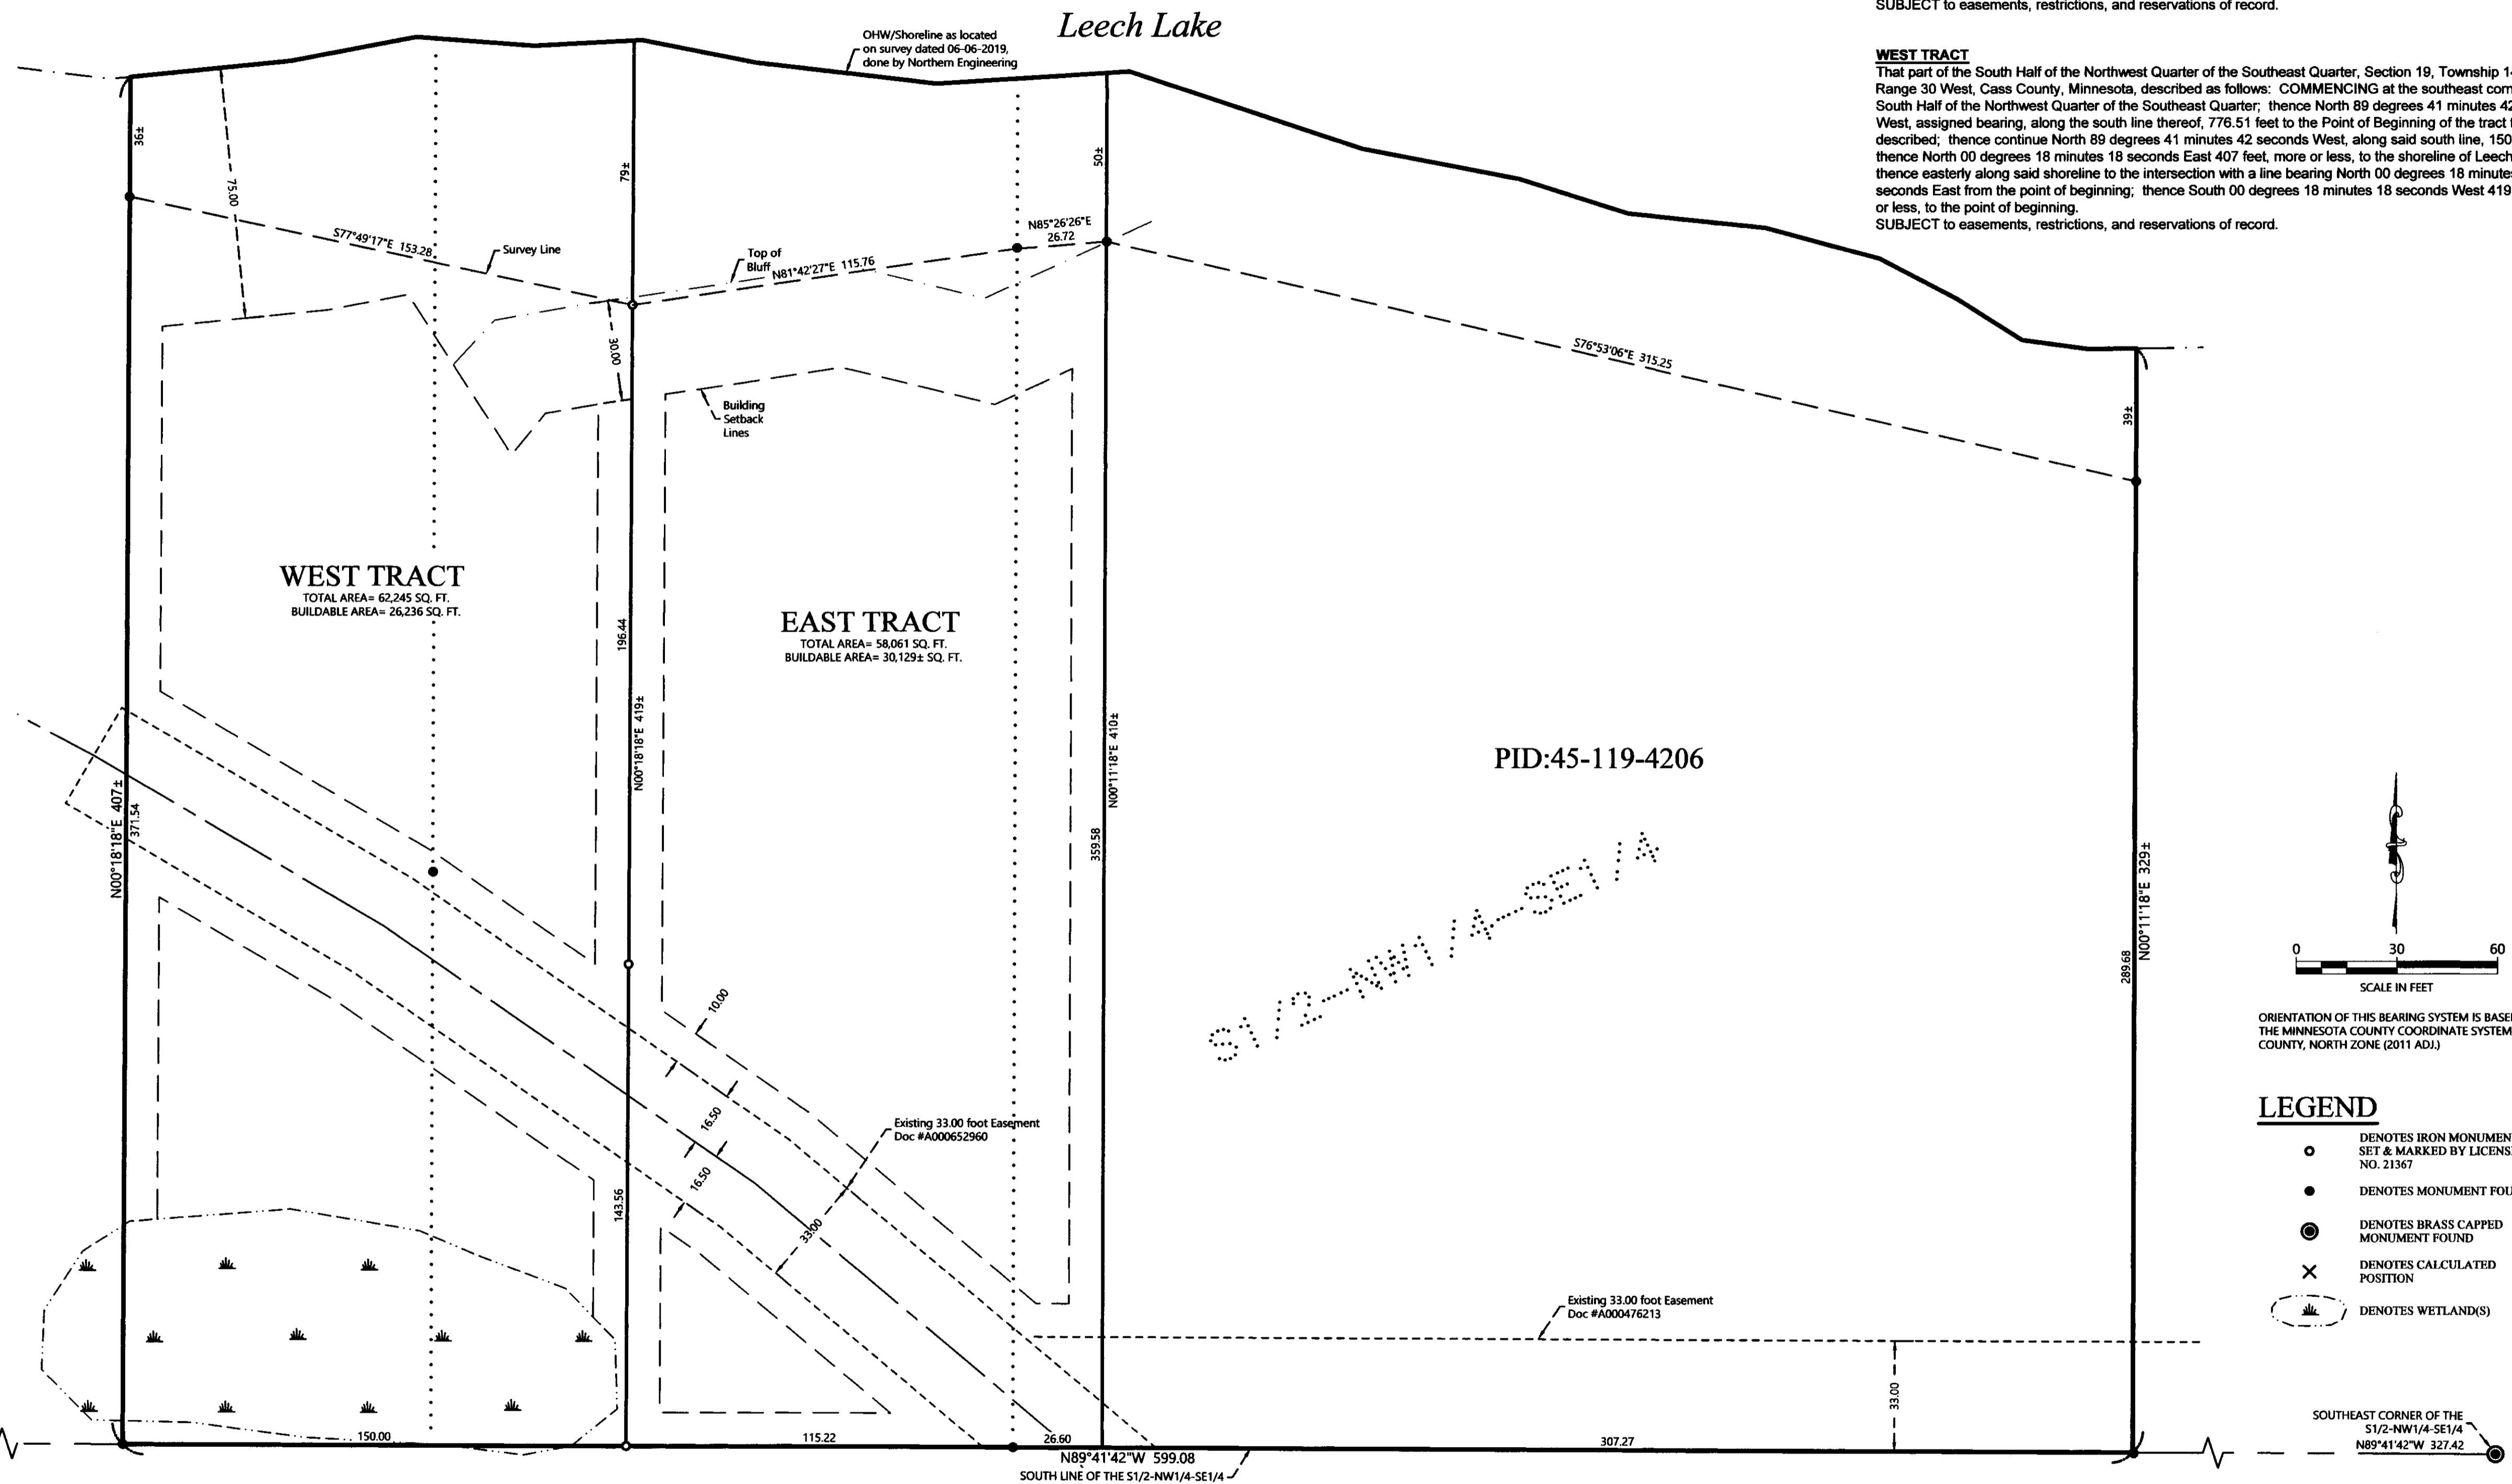 Leech Lake
OHW/Shoreline as located
on survey dated 06-06-2019,
done by Northern Engineering
SUBJECT to easements, restrictions, and reservations of record.
WEST TRACT
That part of the South Half of the Northwest Quarter of the Southeast Quarter, Section 19, Township
Range 30 West, Cass County, Minnesota, described as follows: COMMENCING at the southeast
South Half of the Northwest Quarter of the Southeast Quarter; thence North 89 degrees 41 minutes 42
West, assigned bearing, along the south line thereof, 776.51 feet to the Point of Beginning of the tract
described; thence continue North 89 degrees 41 minutes 42 seconds West, along said south line, 150
thence North 00 degrees 18 minutes 18 seconds East 407 feet, more or less, to the shoreline of Leech
thence easterly along said shoreline to the intersection with a line bearing North 00 degrees 18 minutes
seconds East from the point of beginning; thence South 00 degrees 18 minutes 18 seconds West 419
or less, to the point of beginning.
SUBJECT to easements, restrictions, and reservations of record.
36±
75.00
79±
50±
S77°49'17"E 153.28
Survey Line
Top of
Bluff
N81°42'27"E 115.76
N85°26'26"E
26.72
30.00
Building
Setback
Lines
S76°53'06"E 315.25
39±
WEST TRACT
TOTAL AREA= 62,245 SQ. FT.
BUILDABLE AREA= 26,236 SQ. FT.
196.44
EAST TRACT
TOTAL AREA= 58,061 SQ. FT.
BUILDABLE AREA= 30,129± SQ. FT.
N00°18'18"E 407±
371.54
N00°18'18"E 419±
N00°11'18"E 410±
359.58
PID:45-119-4206
S1/2-NW1/4-SE1/4
N00°11'18"E 329±
289.68
0 30 60
SCALE IN FEET
ORIENTATION OF THIS BEARING SYSTEM IS
THE MINNESOTA COUNTY COORDINATE SYSTEM
COUNTY, NORTH ZONE (2011 ADJ.)
10.00
16.50
16.50
33.00
143.56
Existing 33.00 foot Easement
Doc #A000652960
Existing 33.00 foot Easement
Doc #A000476213
33.00
LEGEND
DENOTES IRON MONUMEN
SET & MARKED BY
NO. 21367
DENOTES MONUMENT FOU
DENOTES BRASS CAPPED
MONUMENT FOUND
DENOTES CALCULATED
POSITION
DENOTES WETLAND(S)
150.00
115.22
26.60
307.27
N89°41'42"W 599.08
SOUTH LINE OF THE S1/2-NW1/4-SE1/4
SOUTHEAST CORNER OF THE
S1/2-NW1/4-SE1/4
N89°41'42"W 327.42